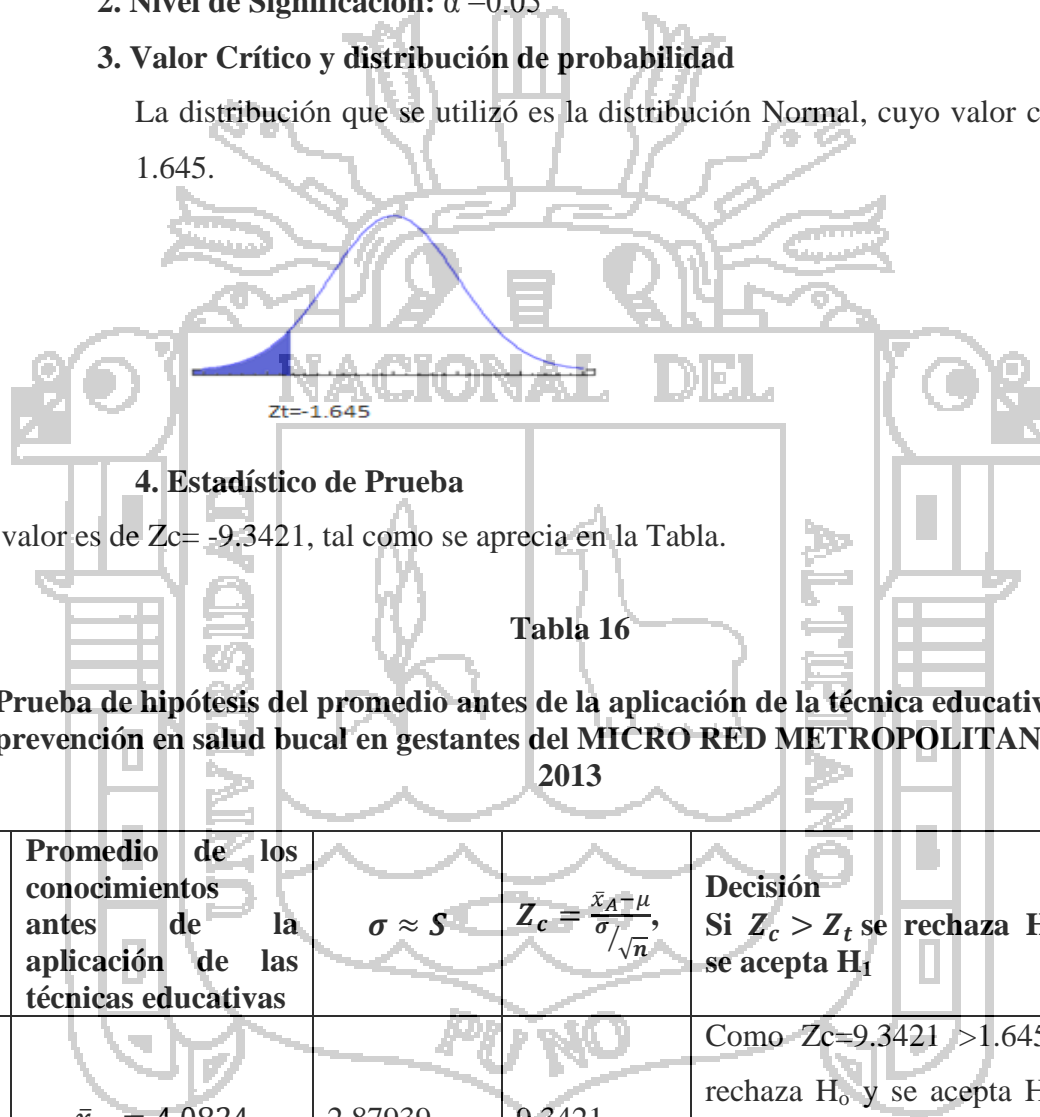 2. Nivel de Significación: α =0.05
3. Valor Crítico y distribución de probabilidad
La distribución que se utilizó es la distribución Normal, cuyo valor
1.645.
NACIONAL DEL
Zt=-1.645
4. Estadístico de Prueba
valor es de Zc= -9.3421, tal como se aprecia en la Tabla.
UNIVERSIDAD
ALTIPLANO
Tabla 16
Prueba de hipótesis del promedio antes de la aplicación de la técnica
prevención en salud bucal en gestantes del MICRO RED
2013
Promedio de los
conocimientos
antes de la
aplicación de las
técnicas educativas
σ ≈ S
Z_c = (x̄_A−μ)/(σ/√n),
Decisión
Si Z_c > Z_t se rechaza
se acepta H₁
4.0824
2.87939
9.3421
Como Zc=9.3421 >1.645
rechaza Hₒ y se acepta
PUNO